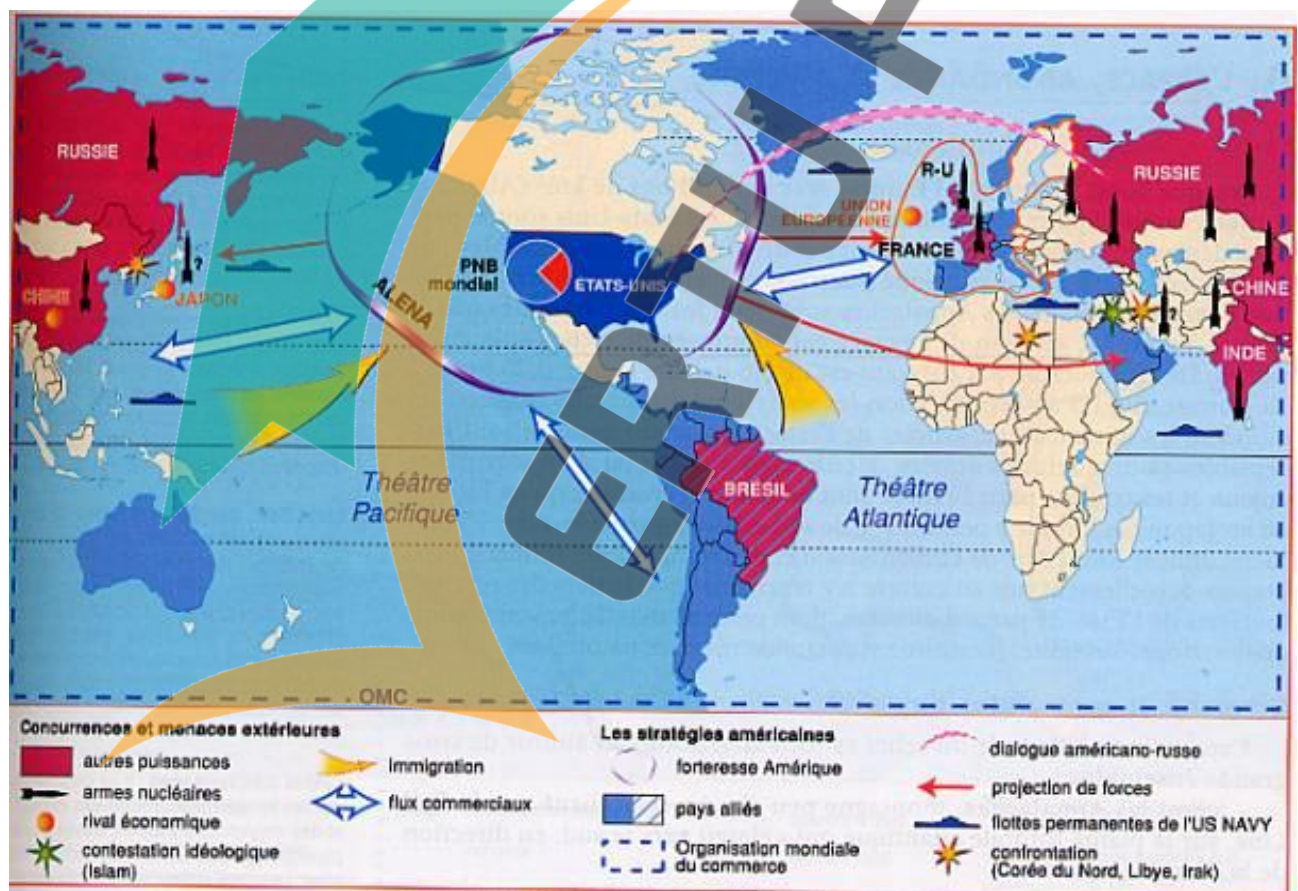 RUSSIE
RUSSIE
R-U
UNION
EUROPÉENNE
FRANCE
PNB
mondial
ÉTATS-UNIS
?
CHINE
JAPON
ALENA
CHINE
?
INDE
BRÉSIL
Théâtre
Pacifique
Théâtre
Atlantique
OMC
Concurrences et menaces extérieures
autres puissances
armes nucléaires
rival économique
contestation idéologique
(Islam)
immigration
flux commerciaux
Les stratégies américaines
forteresse Amérique
pays alliés
Organisation mondiale
du commerce
dialogue américano-russe
projection de forces
flottes permanentes de l'US NAVY
confrontation
(Corée du Nord, Libye, Irak)